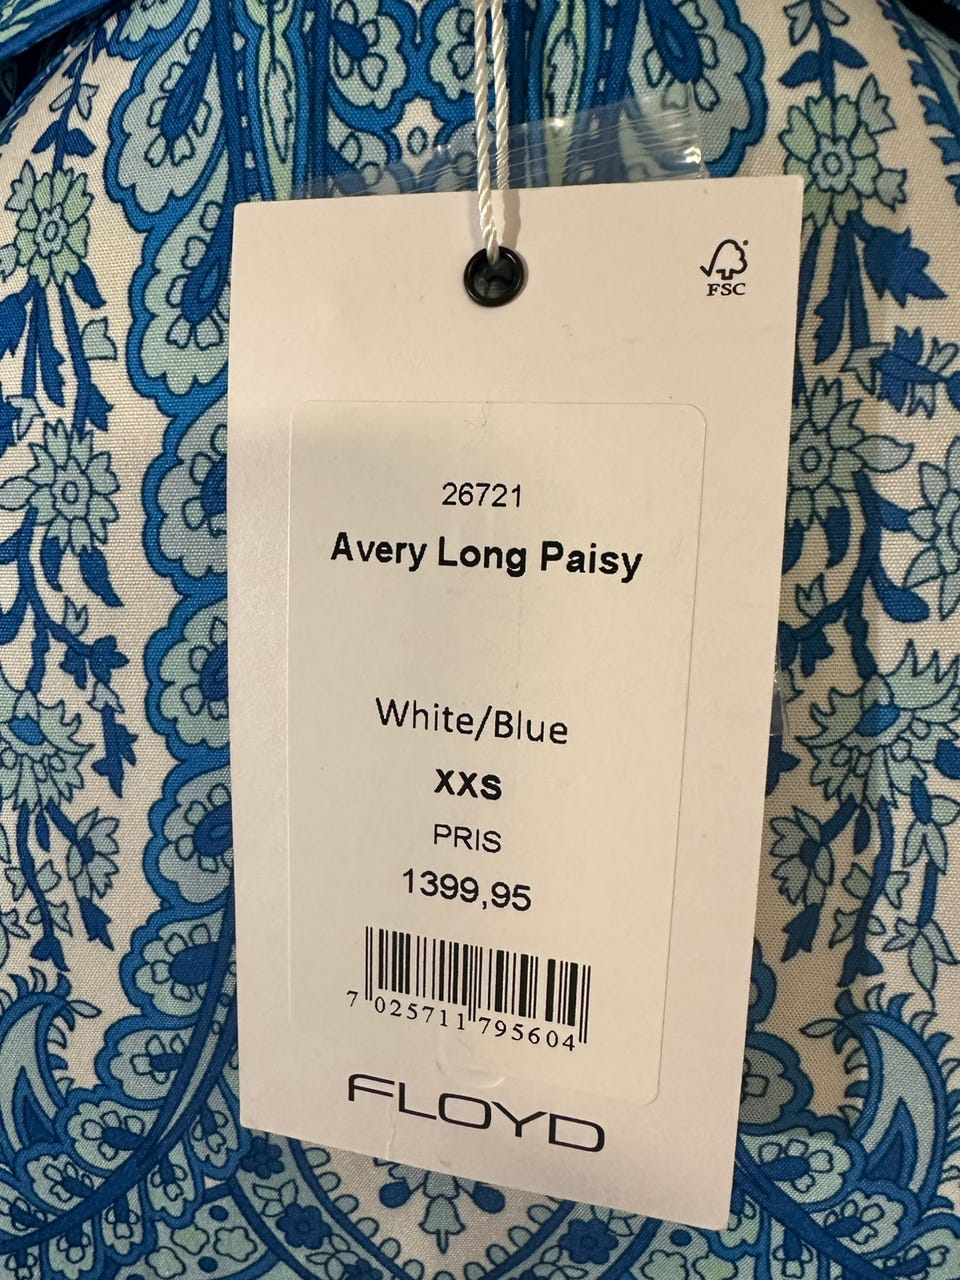 FSC
26721
Avery Long Paisy
White/Blue
XXS
PRIS
1399,95
7 025711 795604
FLOYD